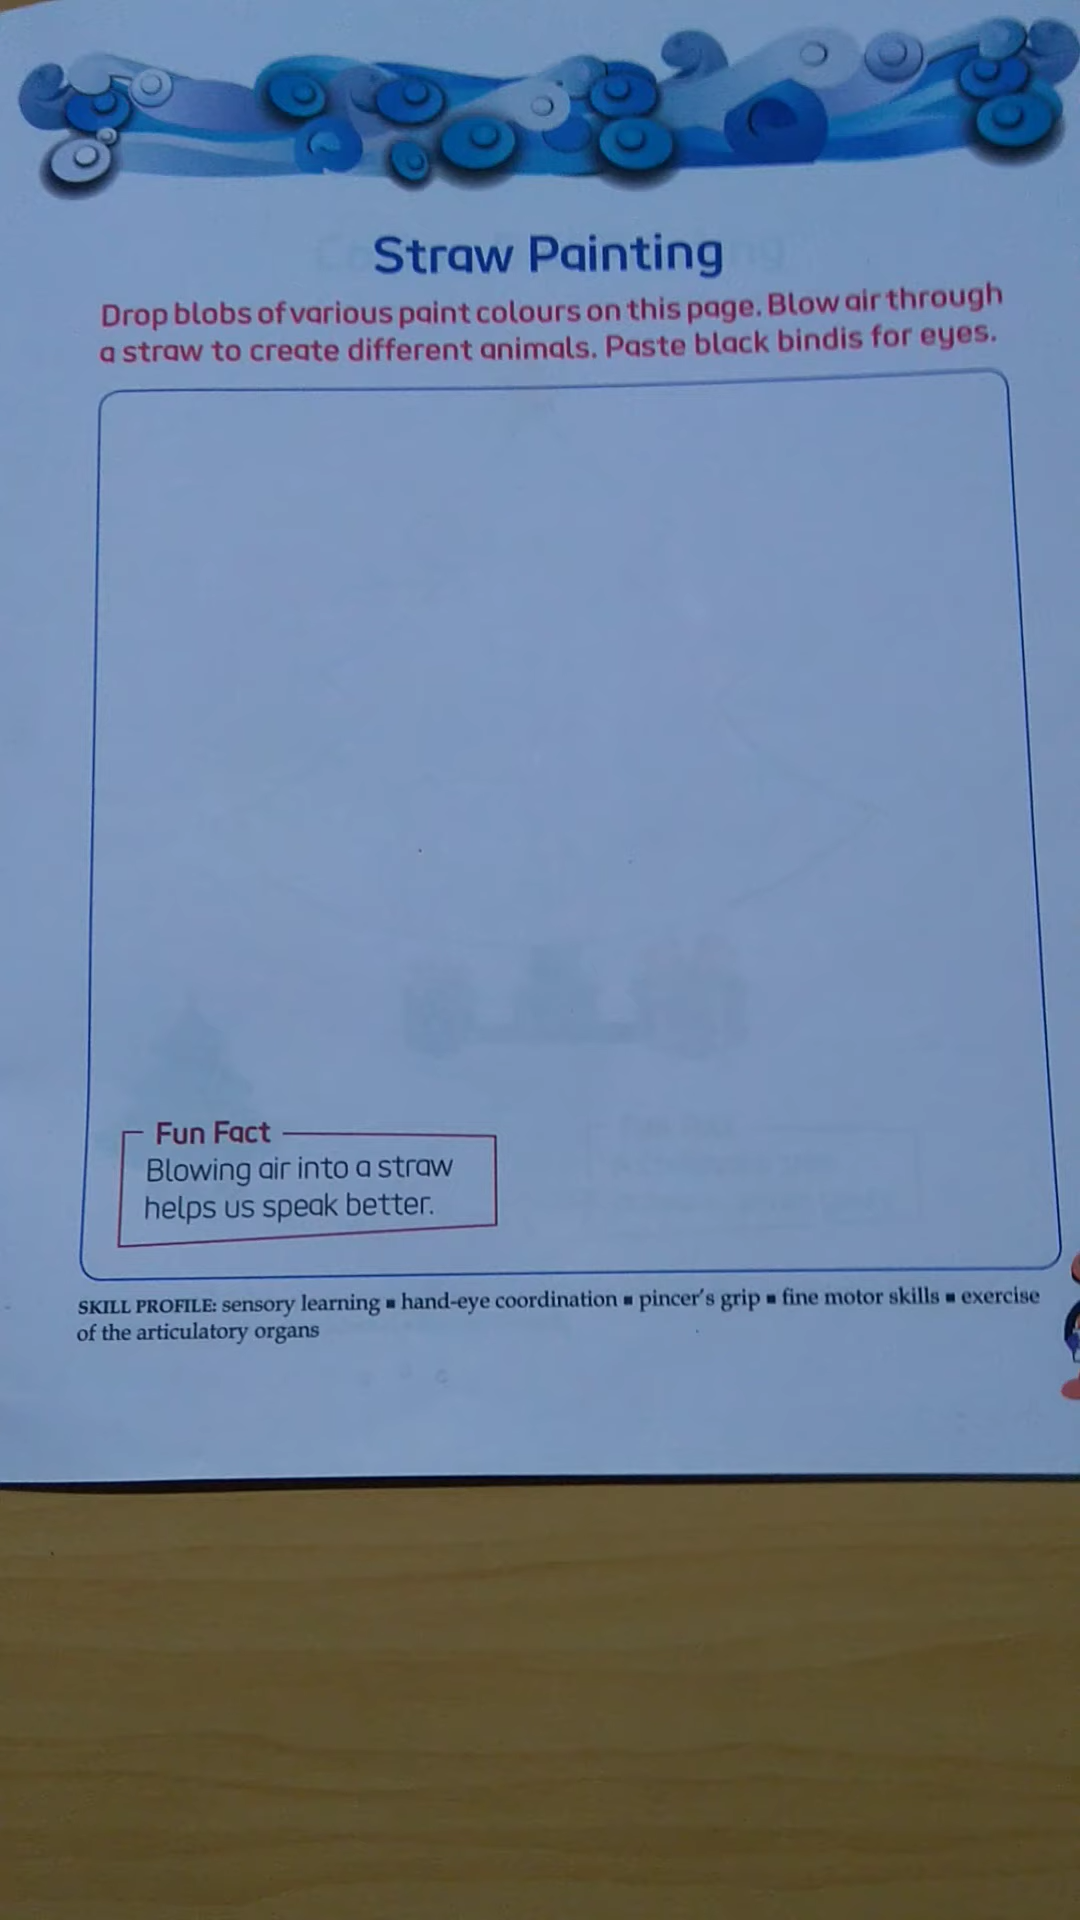 Straw Painting
Drop blobs of various paint colours on this page. Blow air through
a straw to create different animals. Paste black bindis for eyes.
Fun Fact
Blowing air into a straw
helps us speak better.
SKILL PROFILE: sensory learning ▪ hand-eye coordination ▪ pincer's grip ▪ fine motor skills ▪ exercise
of the articulatory organs